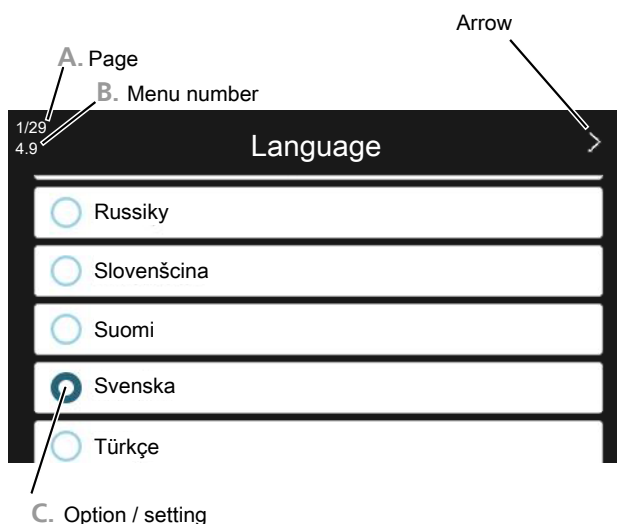 Arrow
A. Page
B. Menu number
1/29
4.9
Language
Russiky
Slovenšcina
Suomi
Svenska
Türkçe
C. Option / setting